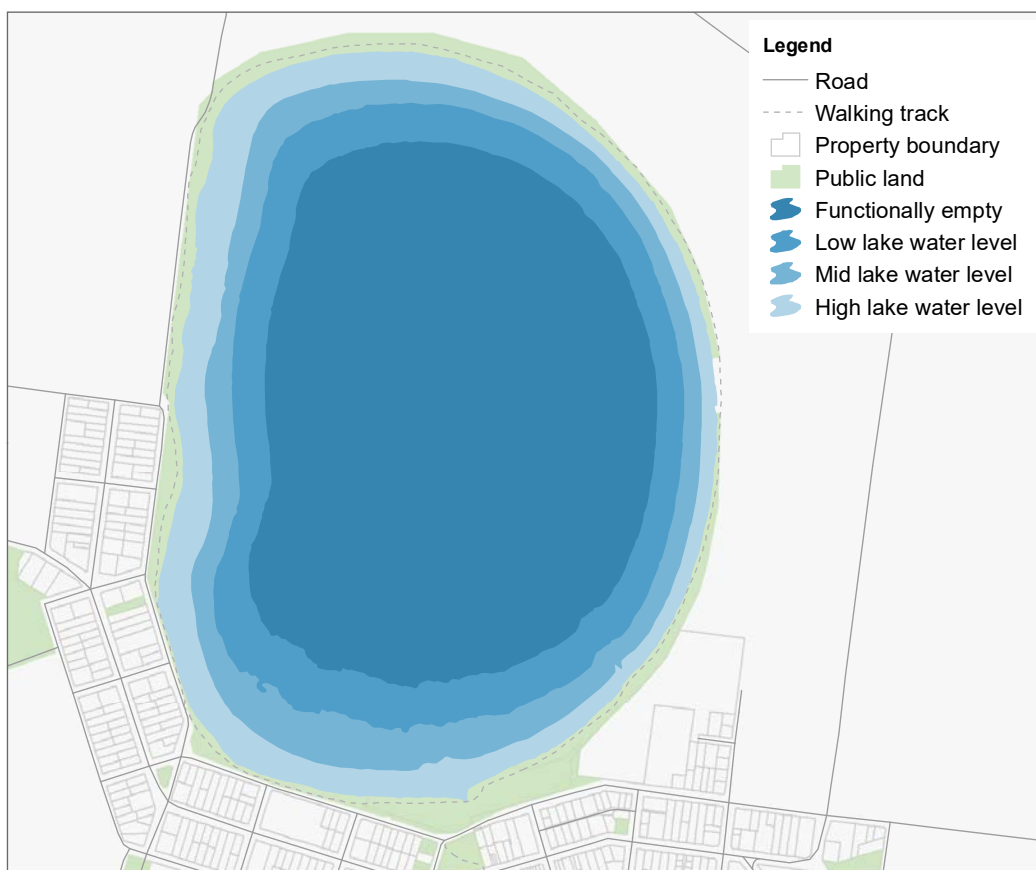 Legend
Road
Walking track
Property boundary
Public land
Functionally empty
Low lake water level
Mid lake water level
High lake water level